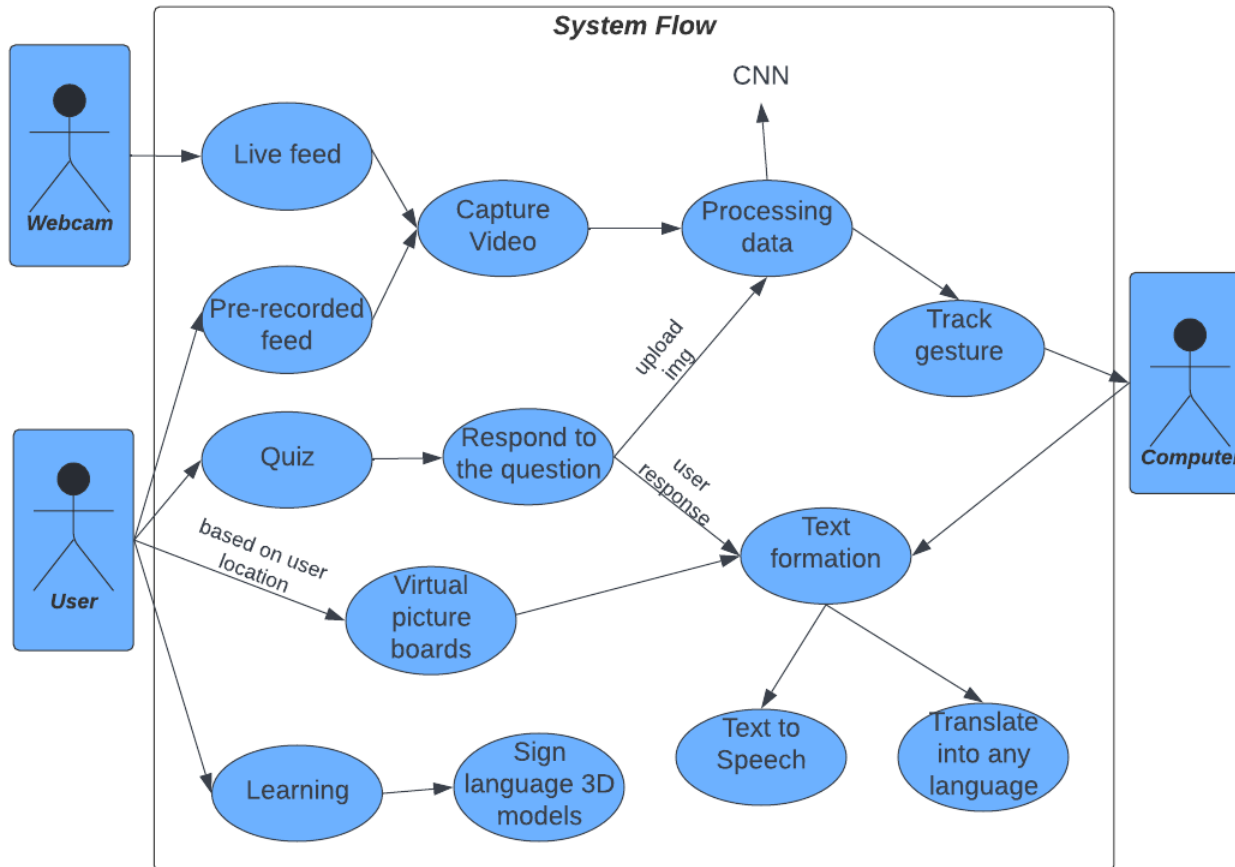 System Flow
CNN
Live feed
Webcam
Capture
Video
Processing
data
Pre-recorded
feed
Track
gesture
upload
img
Quiz
Respond to
the question
Computer
user
response
based on user
location
Text
formation
User
Virtual
picture
boards
Learning
Sign
language 3D
models
Text to
Speech
Translate
into any
language